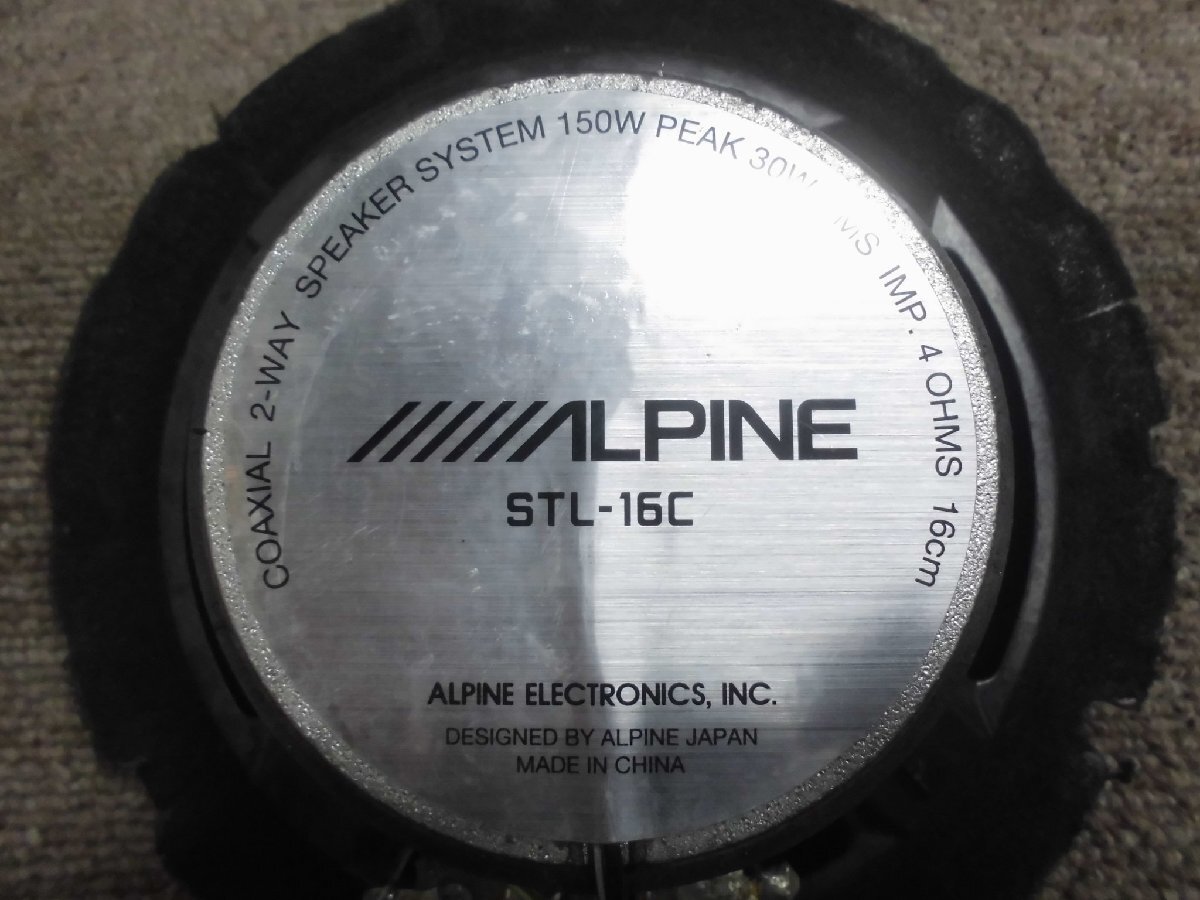 COAXIAL 2-WAY SPEAKER SYSTEM 150W PEAK 30W IMP. 4 OHMS 16cm
ALPINE
STL-16C
ALPINE ELECTRONICS, INC.
DESIGNED BY ALPINE JAPAN
MADE IN CHINA